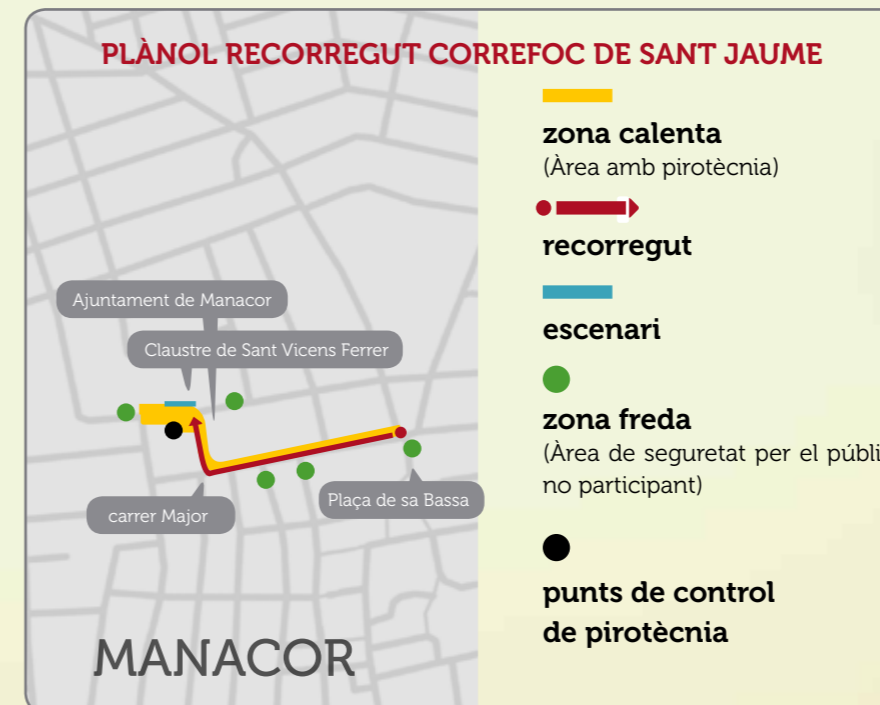 PLÀNOL RECORREGUT CORREFOC DE SANT JAUME
zona calenta
(Àrea amb pirotècnia)
recorregut
escenari
zona freda
(Àrea de seguretat per el públi
no participant)
punts de control
de pirotècnia
Ajuntament de Manacor
Claustre de Sant Vicens Ferrer
Plaça de sa Bassa
carrer Major
MANACOR